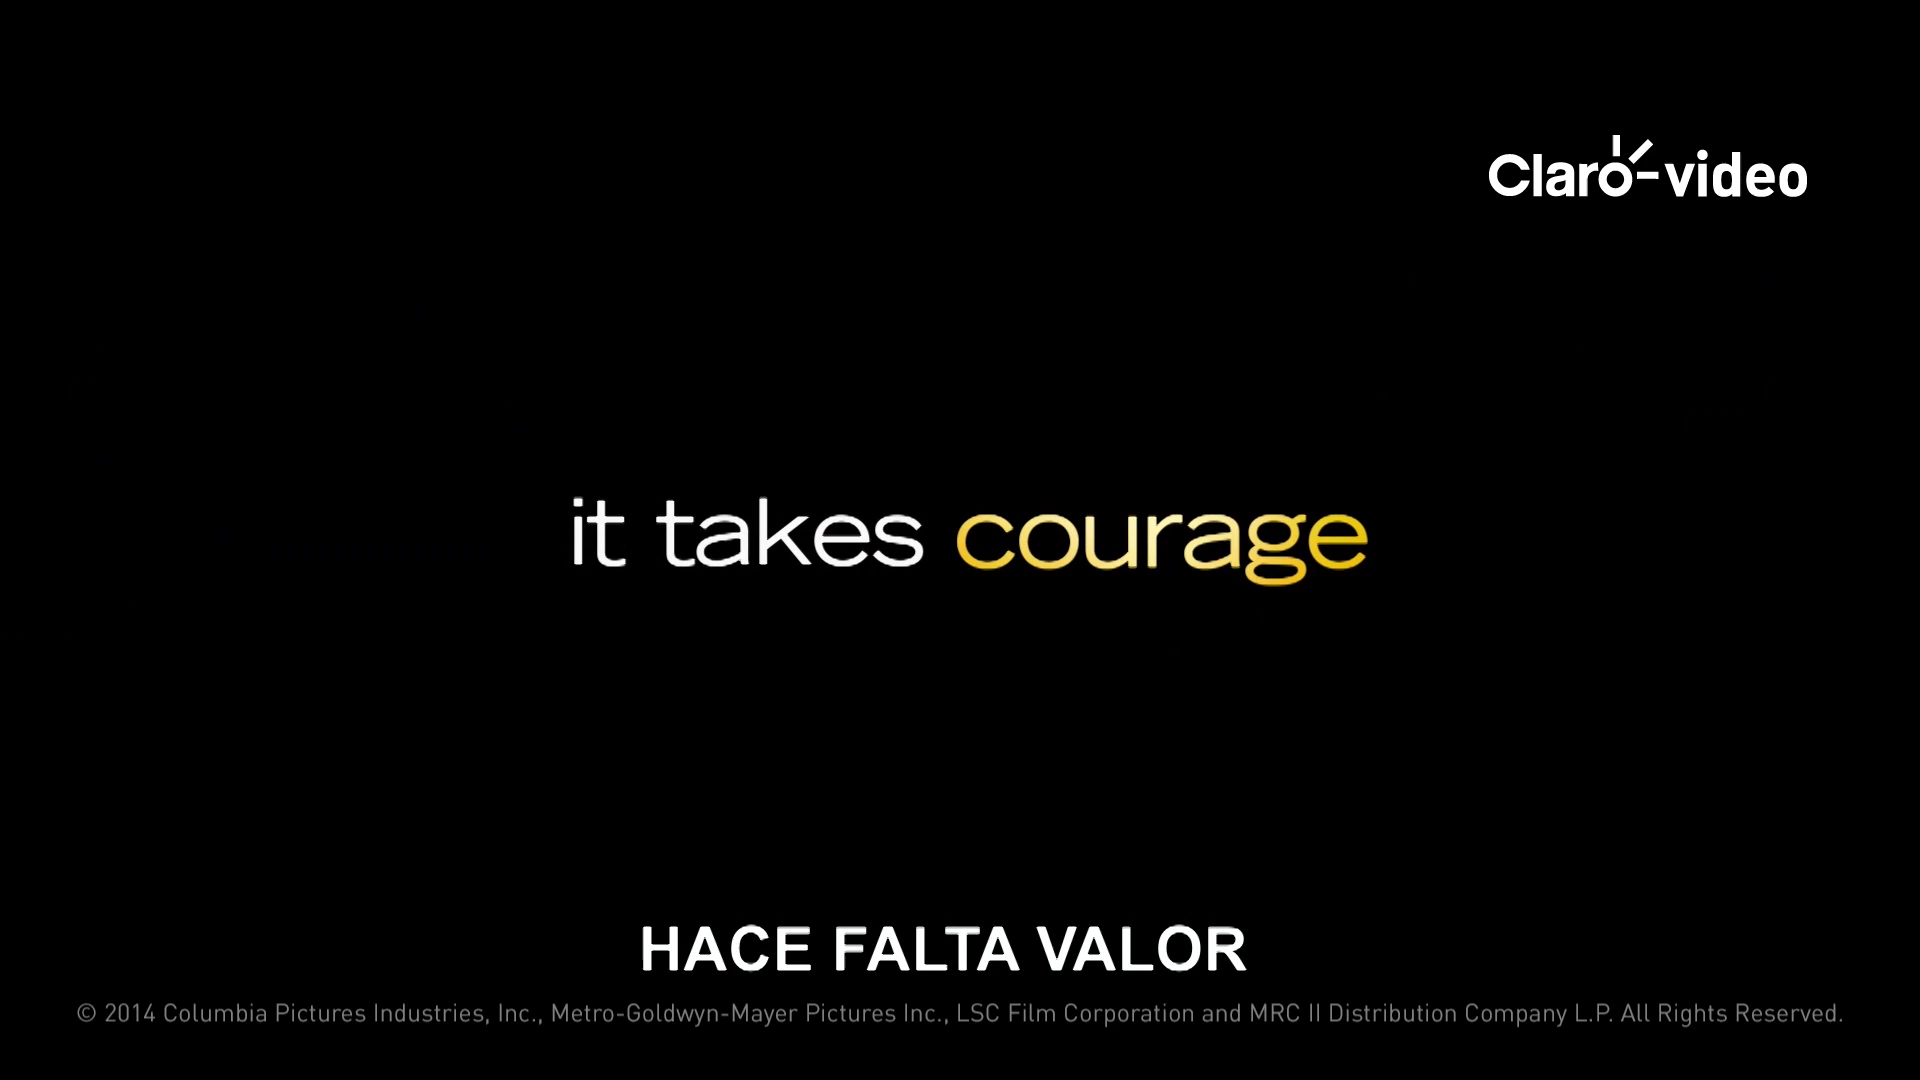 Claro-video
it takes courage
HACE FALTA VALOR
© 2014 Columbia Pictures Industries, Inc., Metro-Goldwyn-Mayer Pictures Inc., LSC Film Corporation and MRC II Distribution Company L.P. All Rights Reserved.